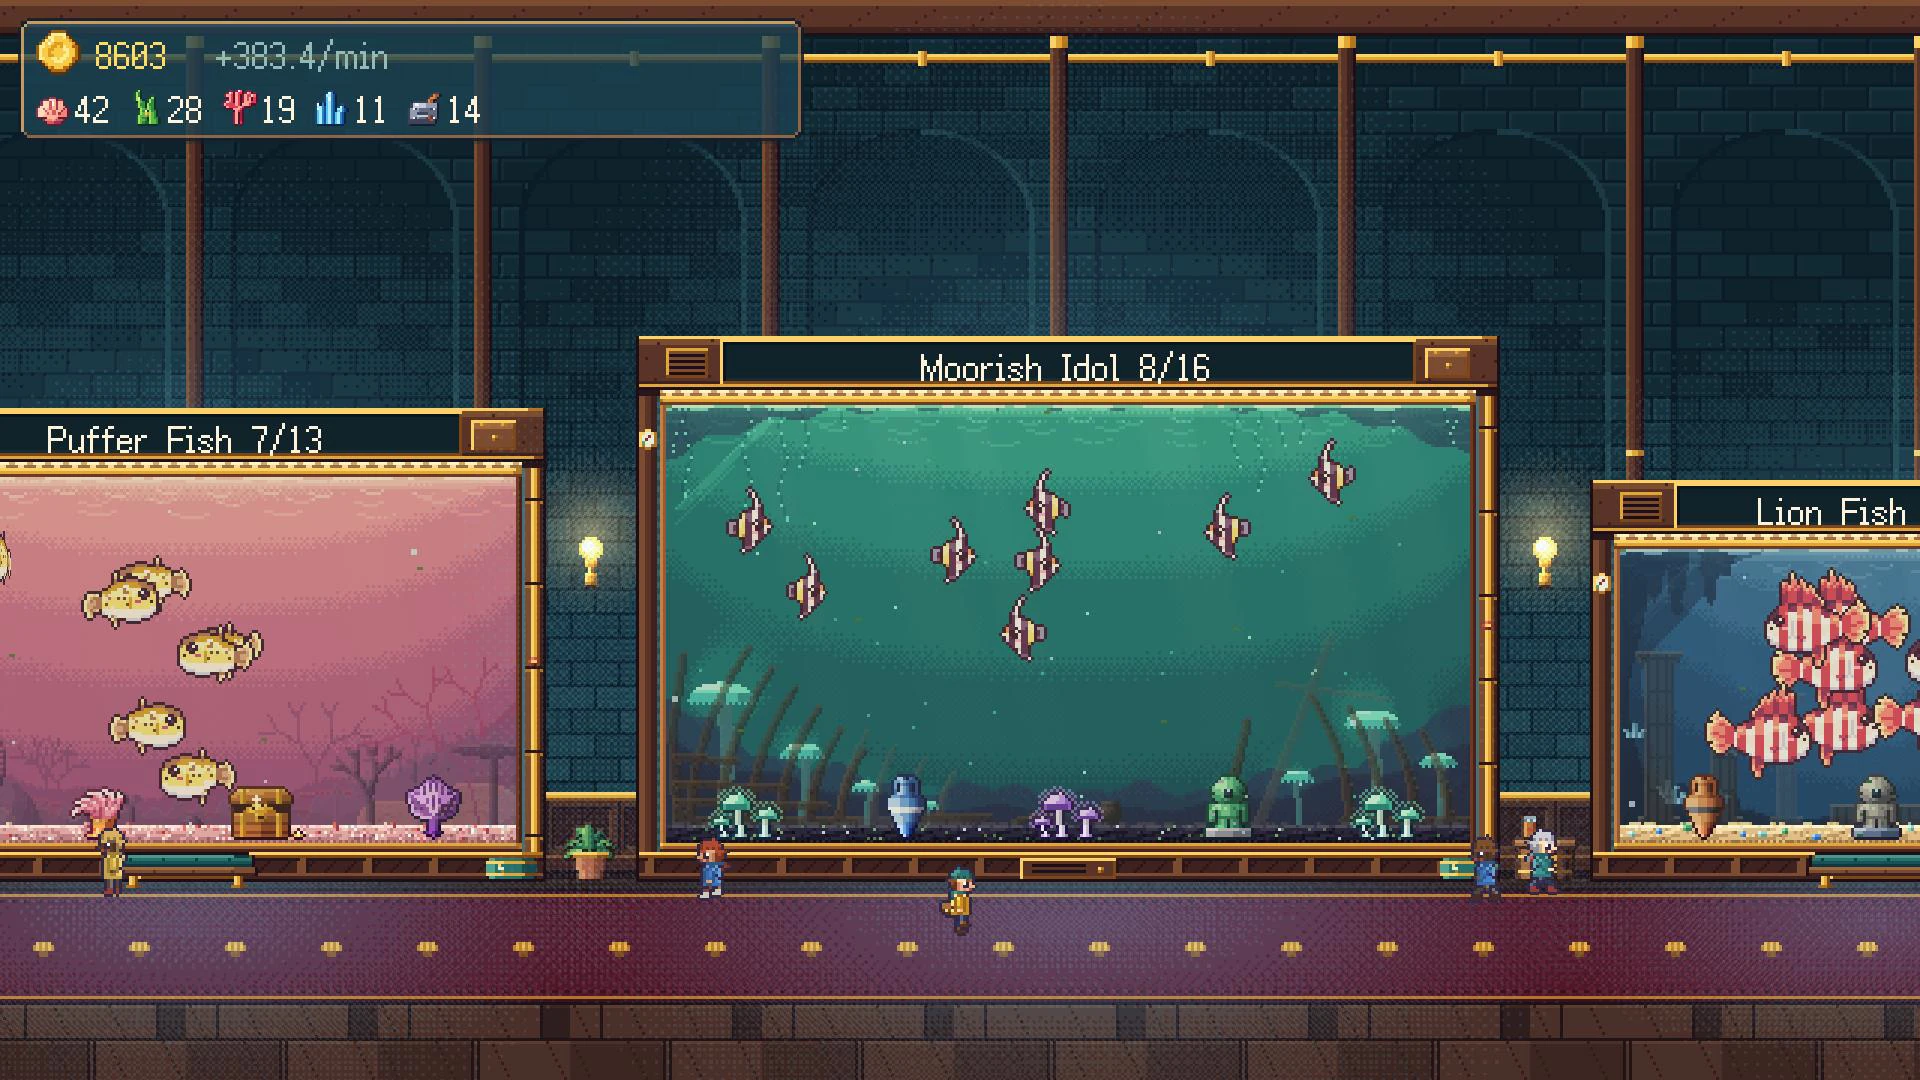 8603 +383.4/min
42 28 19 11 14
Moorish Idol 8/16
Puffer Fish 7/13
Lion Fish